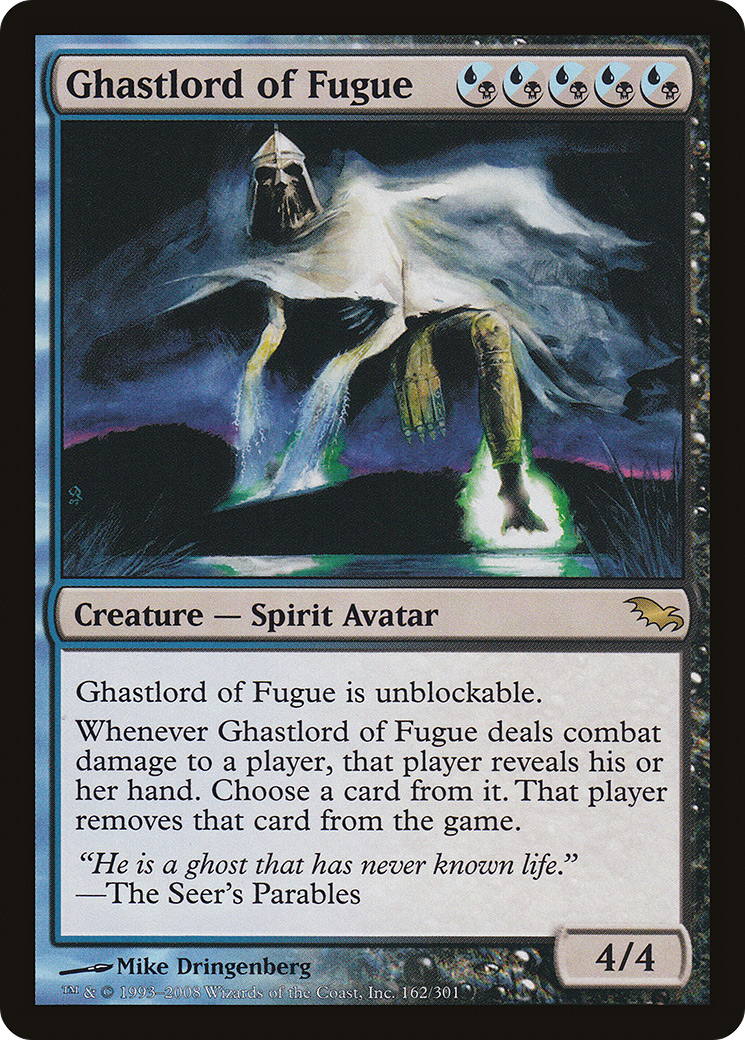 Ghastlord of Fugue
Creature — Spirit Avatar
Ghastlord of Fugue is unblockable.
Whenever Ghastlord of Fugue deals combat
damage to a player, that player reveals his or
her hand. Choose a card from it. That player
removes that card from the game.
“He is a ghost that has never known life.”
—The Seer’s Parables
4/4
Mike Dringenberg
™ & © 1993–2008 Wizards of the Coast, Inc. 162/301